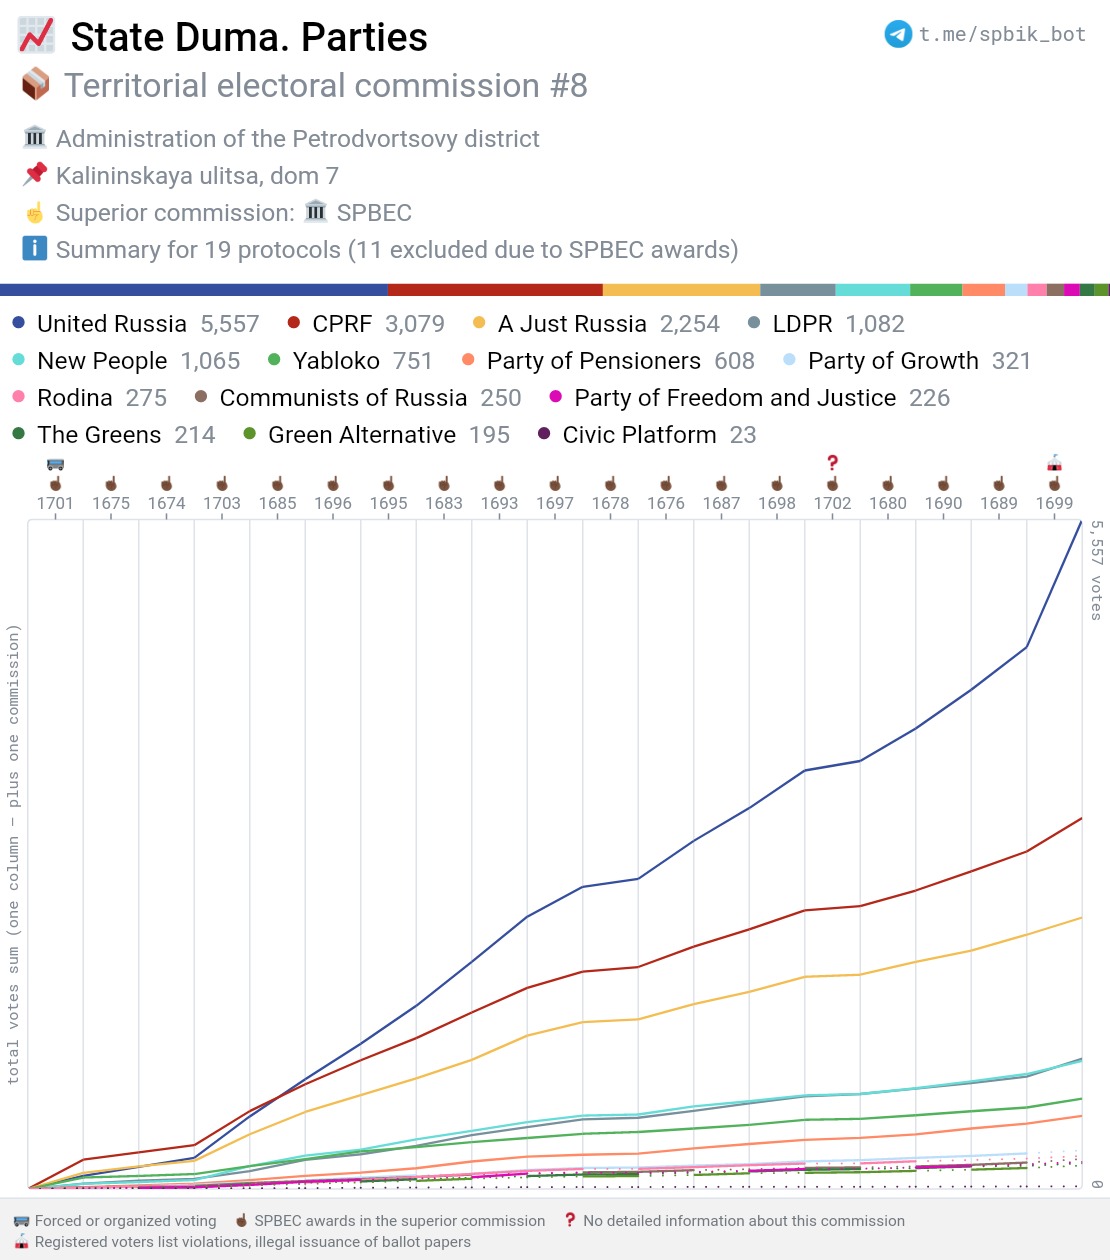 State Duma. Parties
t.me/spbik_bot
Territorial electoral commission #8
Administration of the Petrodvortsovy district
Kalininskaya ulitsa, dom 7
Superior commission: SPBEC
Summary for 19 protocols (11 excluded due to SPBEC awards)
United Russia 5,557 CPRF 3,079 A Just Russia 2,254 LDPR 1,082
New People 1,065 Yabloko 751 Party of Pensioners 608 Party of Growth 321
Rodina 275 Communists of Russia 250 Party of Freedom and Justice 226
The Greens 214 Green Alternative 195 Civic Platform 23
?
1701 1675 1674 1703 1685 1696 1695 1683 1693 1697 1678 1676 1687 1698 1702 1680 1690 1689 1699
total votes sum (one column — plus one commission)
5,557 votes
0
Forced or organized voting SPBEC awards in the superior commission ? No detailed information about this commission
Registered voters list violations, illegal issuance of ballot papers